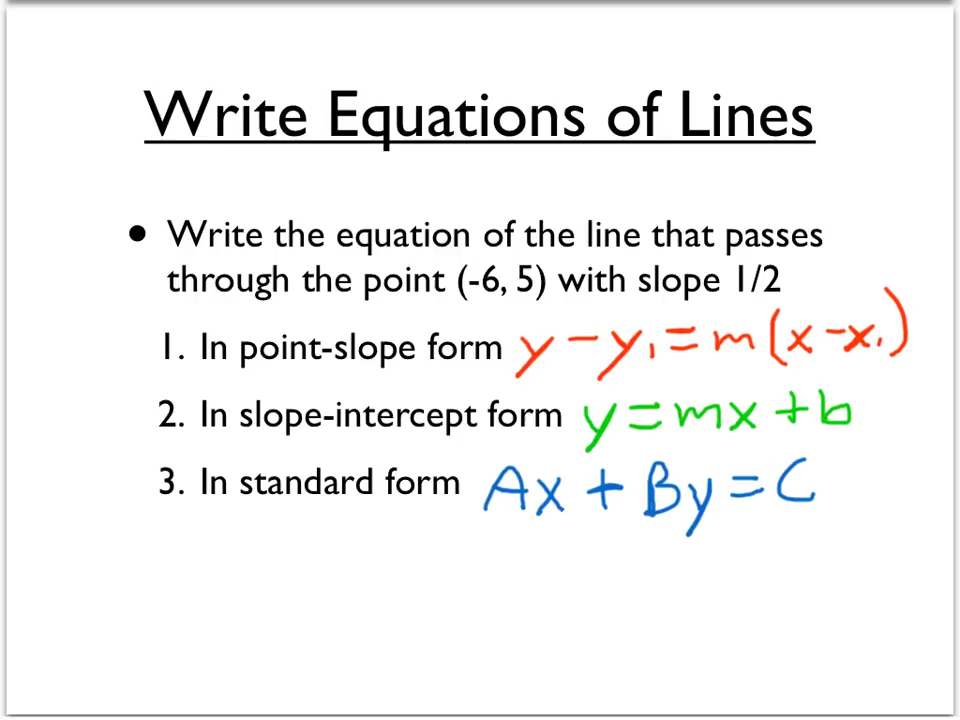 Write Equations of Lines
• Write the equation of the line that passes
through the point (-6, 5) with slope 1/2
1. In point-slope form y - y₁ = m(x - x₁)
2. In slope-intercept form y = mx + b
3. In standard form Ax + By = C